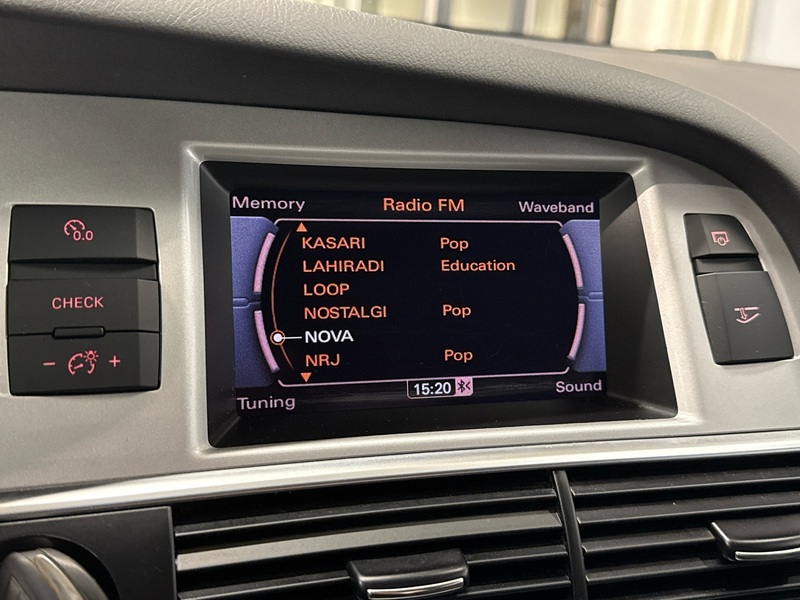 Memory Radio FM Waveband
0.0
KASARI Pop
LAHIRADI Education
CHECK
LOOP
NOSTALGI Pop
NOVA
- +
NRJ Pop
15:20
Tuning Sound